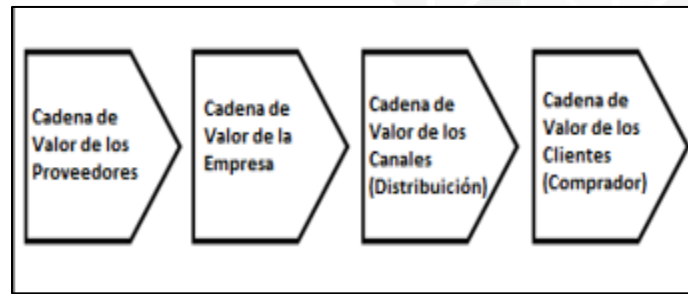 Cadena de
Valor de los
Proveedores
Cadena de
Valor de la
Empresa
Cadena de
Valor de los
Canales
(Distribuición)
Cadena de
Valor de los
Clientes
(Comprador)